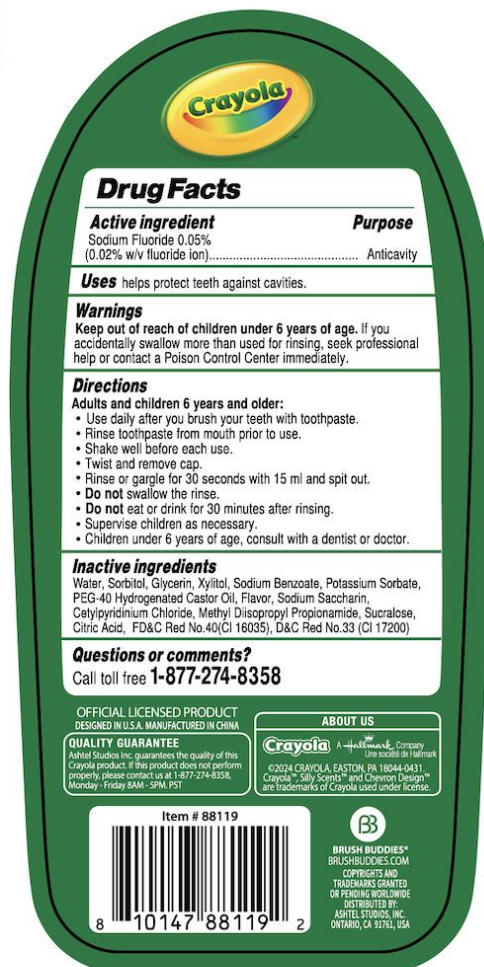 Crayola
Drug Facts
Active ingredient Purpose
Sodium Fluoride 0.05%
(0.02% w/v fluoride ion)............................................ Anticavity
Uses helps protect teeth against cavities.
Warnings
Keep out of reach of children under 6 years of age. If you
accidentally swallow more than used for rinsing, seek professional
help or contact a Poison Control Center immediately.
Directions
Adults and children 6 years and older:
• Use daily after you brush your teeth with toothpaste.
• Rinse toothpaste from mouth prior to use.
• Shake well before each use.
• Twist and remove cap.
• Rinse or gargle for 30 seconds with 15 ml and spit out.
• Do not swallow the rinse.
• Do not eat or drink for 30 minutes after rinsing.
• Supervise children as necessary.
• Children under 6 years of age, consult with a dentist or doctor.
Inactive ingredients
Water, Sorbitol, Glycerin, Xylitol, Sodium Benzoate, Potassium Sorbate,
PEG-40 Hydrogenated Castor Oil, Flavor, Sodium Saccharin,
Cetylpyridinium Chloride, Methyl Diisopropyl Propionamide, Sucralose,
Citric Acid, FD&C Red No.40(CI 16035), D&C Red No.33 (CI 17200)
Questions or comments?
Call toll free 1-877-274-8358
OFFICIAL LICENSED PRODUCT
DESIGNED IN U.S.A. MANUFACTURED IN CHINA
QUALITY GUARANTEE
Ashtel Studios Inc. guarantees the quality of this
Crayola product. If this product does not perform
properly, please contact us at 1-877-274-8358,
Monday - Friday 8AM - 5PM. PST
ABOUT US
Crayola A Hallmark Company
Une société de Hallmark
©2024 CRAYOLA, EASTON, PA 18044-0431
Crayola™, Silly Scents™ and Chevron Design™
are trademarks of Crayola used under license.
Item # 88119
8 10147 88119 2
BB
BRUSH BUDDIES®
BRUSHBUDDIES.COM
COPYRIGHTS AND
TRADEMARKS GRANTED
OR PENDING WORLDWIDE
DISTRIBUTED BY:
ASHTEL STUDIOS, INC.
ONTARIO, CA 91761, USA